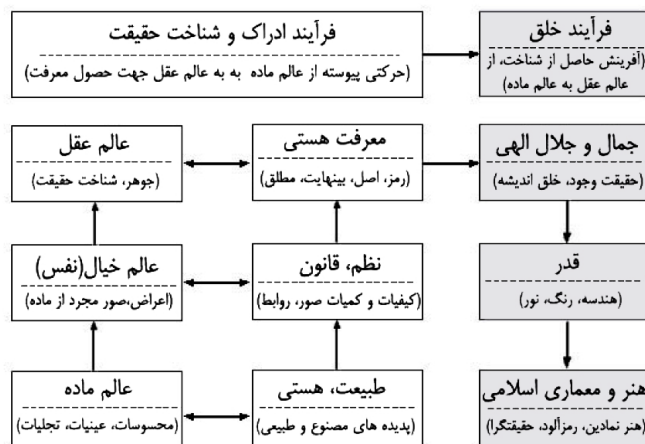 فرآیند ادراک و شناخت حقیقت
(حرکتی پیوسته از عالم ماده به به عالم عقل جهت حصول معرفت)
فرآیند خلق
(آفرینش حاصل از شناخت، از
عالم عقل به عالم ماده)
جمال و جلال الهی
(حقیقت وجود، خلق اندیشه)
معرفت هستی
(رمز، اصل، بینهایت، مطلق)
عالم عقل
(جوهر، شناخت حقیقت)
قدر
(هندسه، رنگ، نور)
نظم، قانون
(کیفیات و کمیات صور، روابط)
عالم خیال(نفس)
(اعراض،صور مجرد از ماده)
هنر و معماری اسلامی
(هنر نمادین، رمزآلود، حقیقتگرا)
طبیعت، هستی
(پدیده های مصنوع و طبیعی)
عالم ماده
(محسوسات، عینیات، تجلیات)